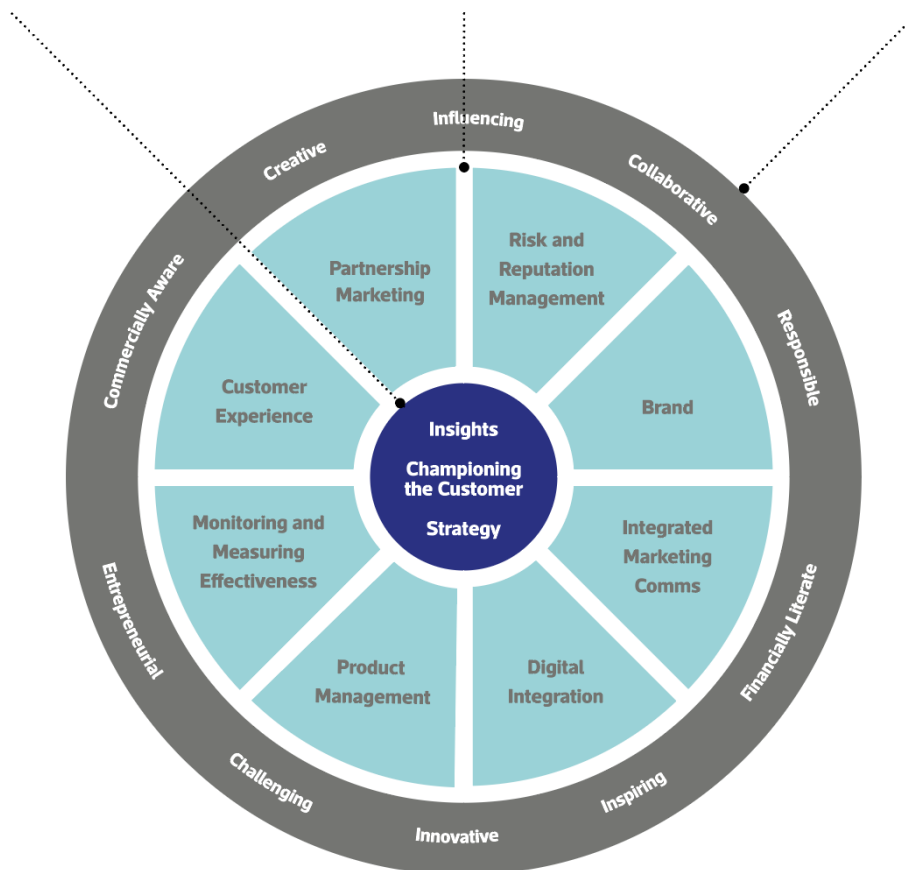 Influencing
Collaborative
Responsible
Financially Literate
Inspiring
Innovative
Challenging
Entrepreneurial
Commercially Aware
Creative
Risk and
Reputation
Management
Brand
Integrated
Marketing
Comms
Digital
Integration
Product
Management
Monitoring and
Measuring
Effectiveness
Customer
Experience
Partnership
Marketing
Insights
Championing
the Customer
Strategy